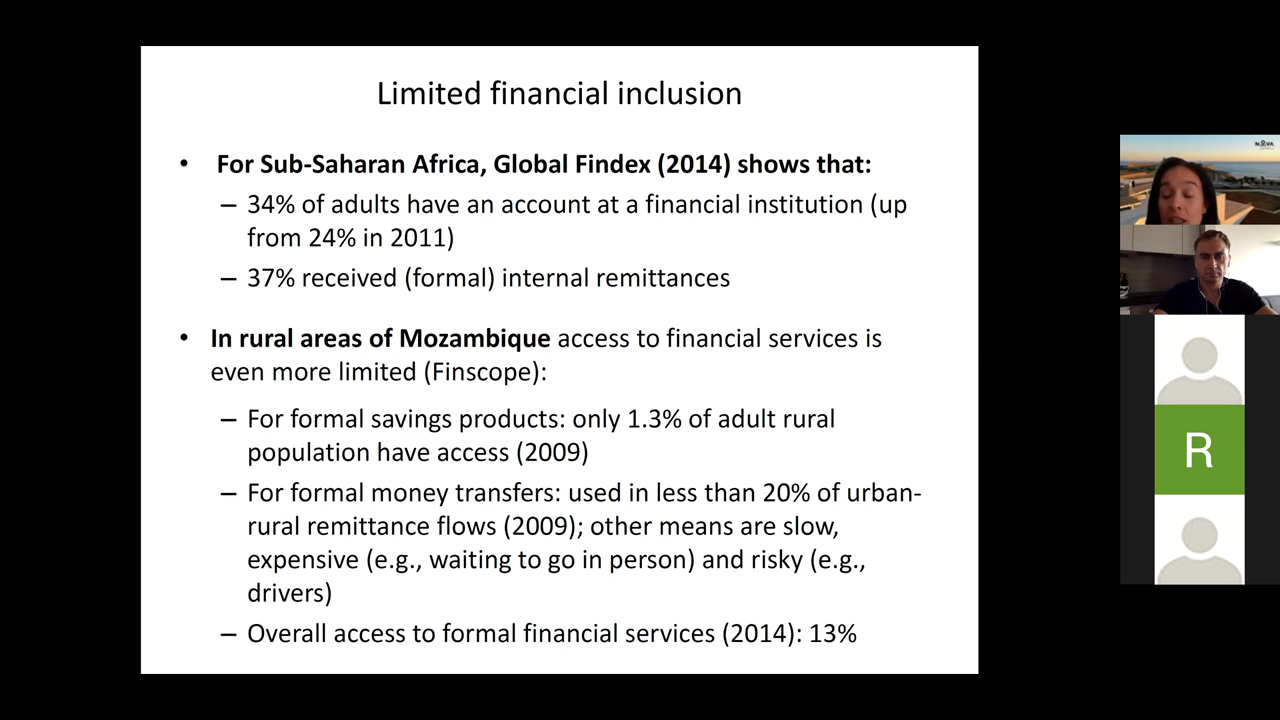 Limited financial inclusion
• For Sub-Saharan Africa, Global Findex (2014) shows that:
– 34% of adults have an account at a financial institution (up
from 24% in 2011)
– 37% received (formal) internal remittances
• In rural areas of Mozambique access to financial services is
even more limited (Finscope):
– For formal savings products: only 1.3% of adult rural
population have access (2009)
– For formal money transfers: used in less than 20% of urban-
rural remittance flows (2009); other means are slow,
expensive (e.g., waiting to go in person) and risky (e.g.,
drivers)
– Overall access to formal financial services (2014): 13%
R